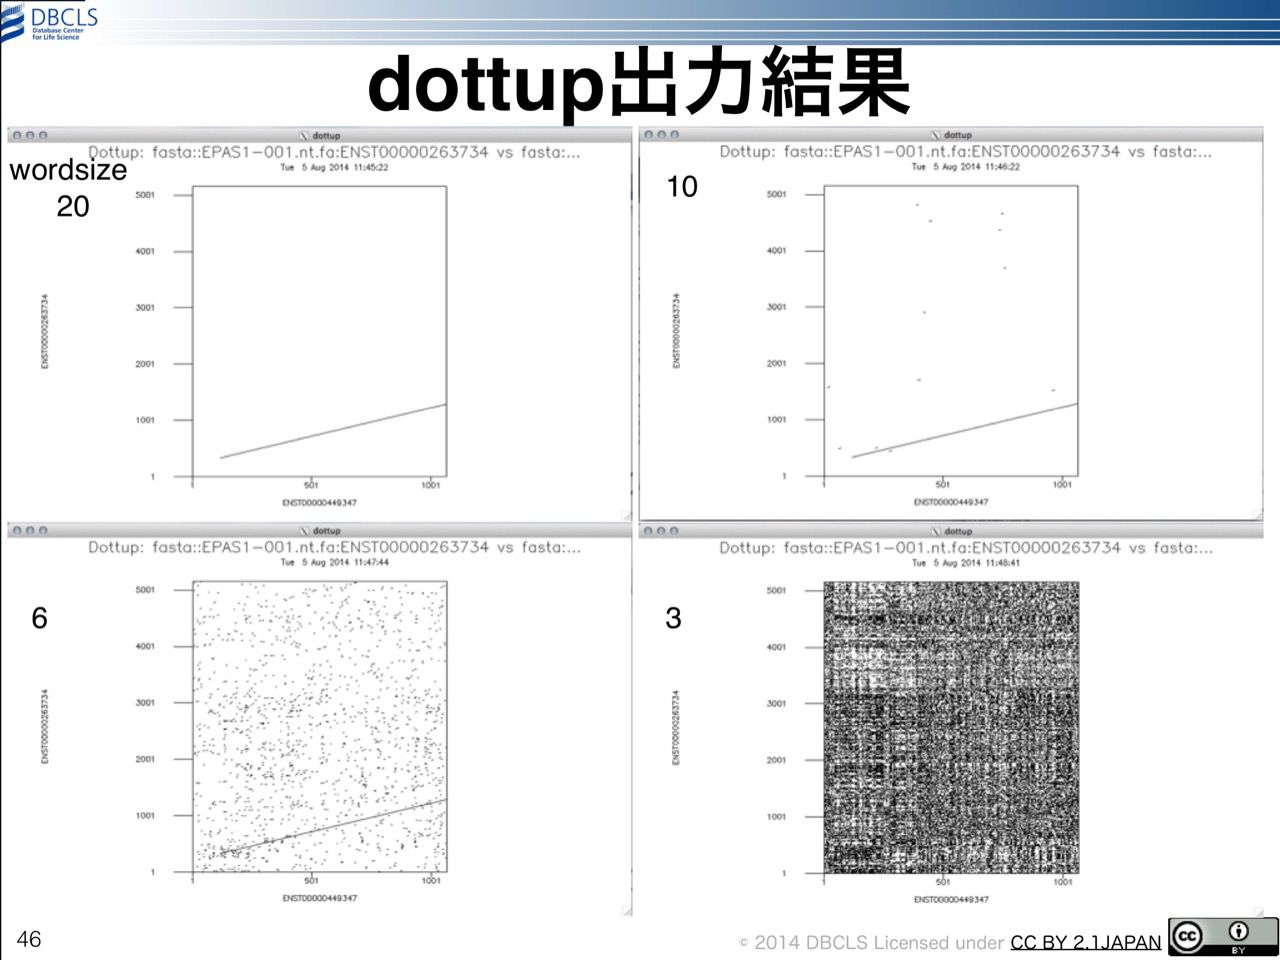 DBCLS
Database Center
for Life Science
dottup出力結果
dottup
Dottup: fasta::EPAS1-001.nt.fa:ENST00000263734 vs fasta:...
Tue 5 Aug 2014 11:45:22
wordsize
20
5001
4001
3001
2001
1001
1
ENST00000263734
1 501 1001
ENST00000449347
dottup
Dottup: fasta::EPAS1-001.nt.fa:ENST00000263734 vs fasta:...
Tue 5 Aug 2014 11:46:22
10
5001
4001
3001
2001
1001
1
ENST00000263734
1 501 1001
ENST00000449347
dottup
Dottup: fasta::EPAS1-001.nt.fa:ENST00000263734 vs fasta:...
Tue 5 Aug 2014 11:47:44
6
5001
4001
3001
2001
1001
1
ENST00000263734
1 501 1001
ENST00000449347
dottup
Dottup: fasta::EPAS1-001.nt.fa:ENST00000263734 vs fasta:...
Tue 5 Aug 2014 11:48:41
3
5001
4001
3001
2001
1001
1
ENST00000263734
1 501 1001
ENST00000449347
46
© 2014 DBCLS Licensed under CC BY 2.1JAPAN
cc
BY